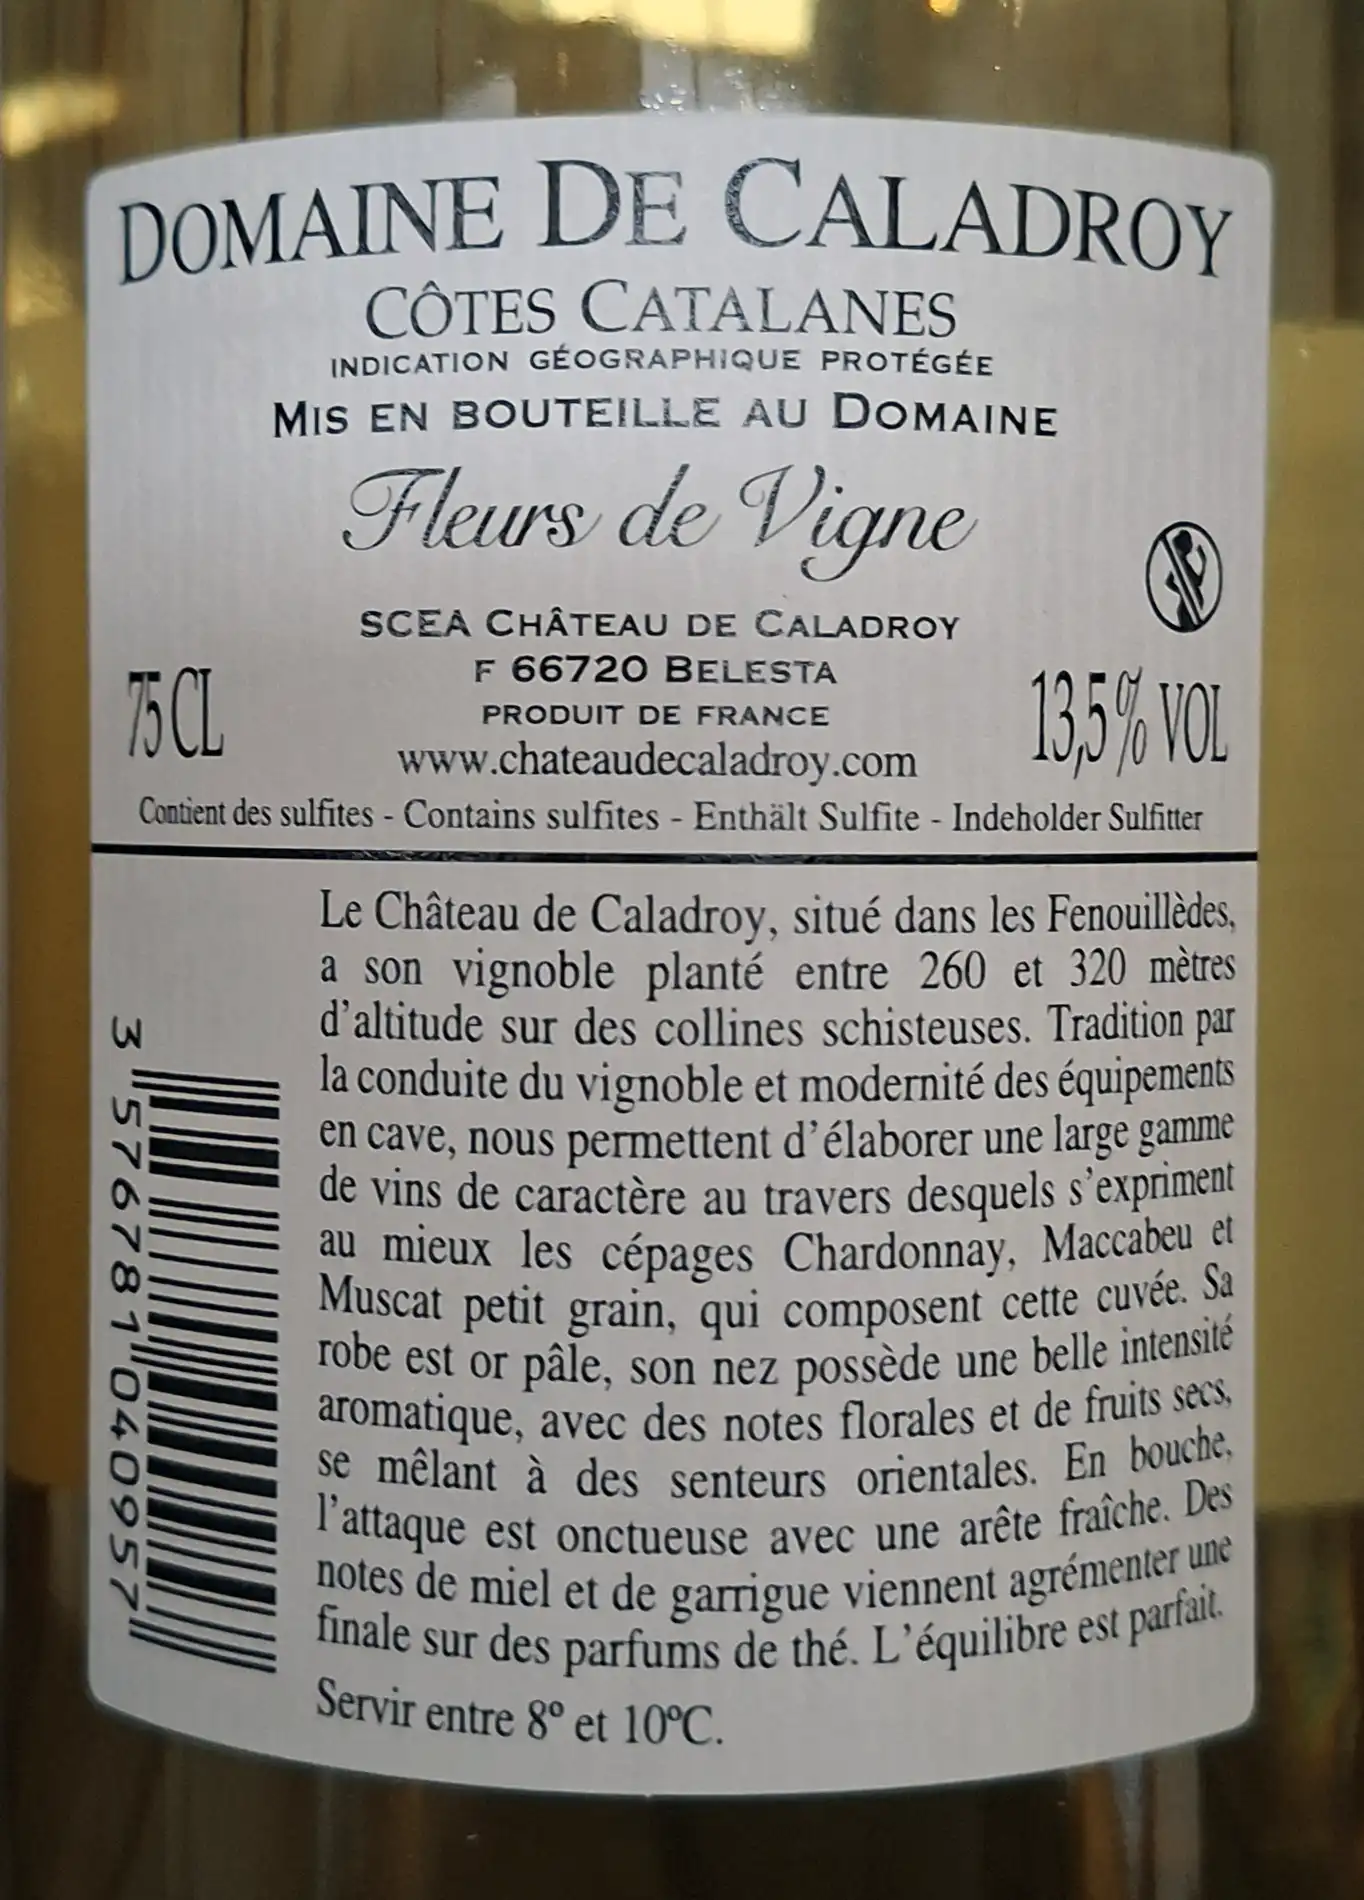 DOMAINE DE CALADROY
CÔTES CATALANES
INDICATION GÉOGRAPHIQUE PROTÉGÉE
MIS EN BOUTEILLE AU DOMAINE
Fleurs de Vigne
SCEA CHÂTEAU DE CALADROY
F 66720 BELESTA
PRODUIT DE FRANCE
75 CL
13,5% VOL
www.chateaudecaladroy.com
Contient des sulfites - Contains sulfites - Enthält Sulfite - Indeholder Sulfitter
Le Château de Caladroy, situé dans les Fenouillèdes,
a son vignoble planté entre 260 et 320 mètres
d'altitude sur des collines schisteuses. Tradition par
la conduite du vignoble et modernité des équipements
en cave, nous permettent d'élaborer une large gamme
de vins de caractère au travers desquels s'expriment
au mieux les cépages Chardonnay, Maccabeu et
Muscat petit grain, qui composent cette cuvée. Sa
robe est or pâle, son nez possède une belle intensité
aromatique, avec des notes florales et de fruits secs,
se mêlant à des senteurs orientales. En bouche,
l'attaque est onctueuse avec une arête fraîche. Des
notes de miel et de garrigue viennent agrémenter une
finale sur des parfums de thé. L'équilibre est parfait.
Servir entre 8° et 10°C.
3 576781 040957